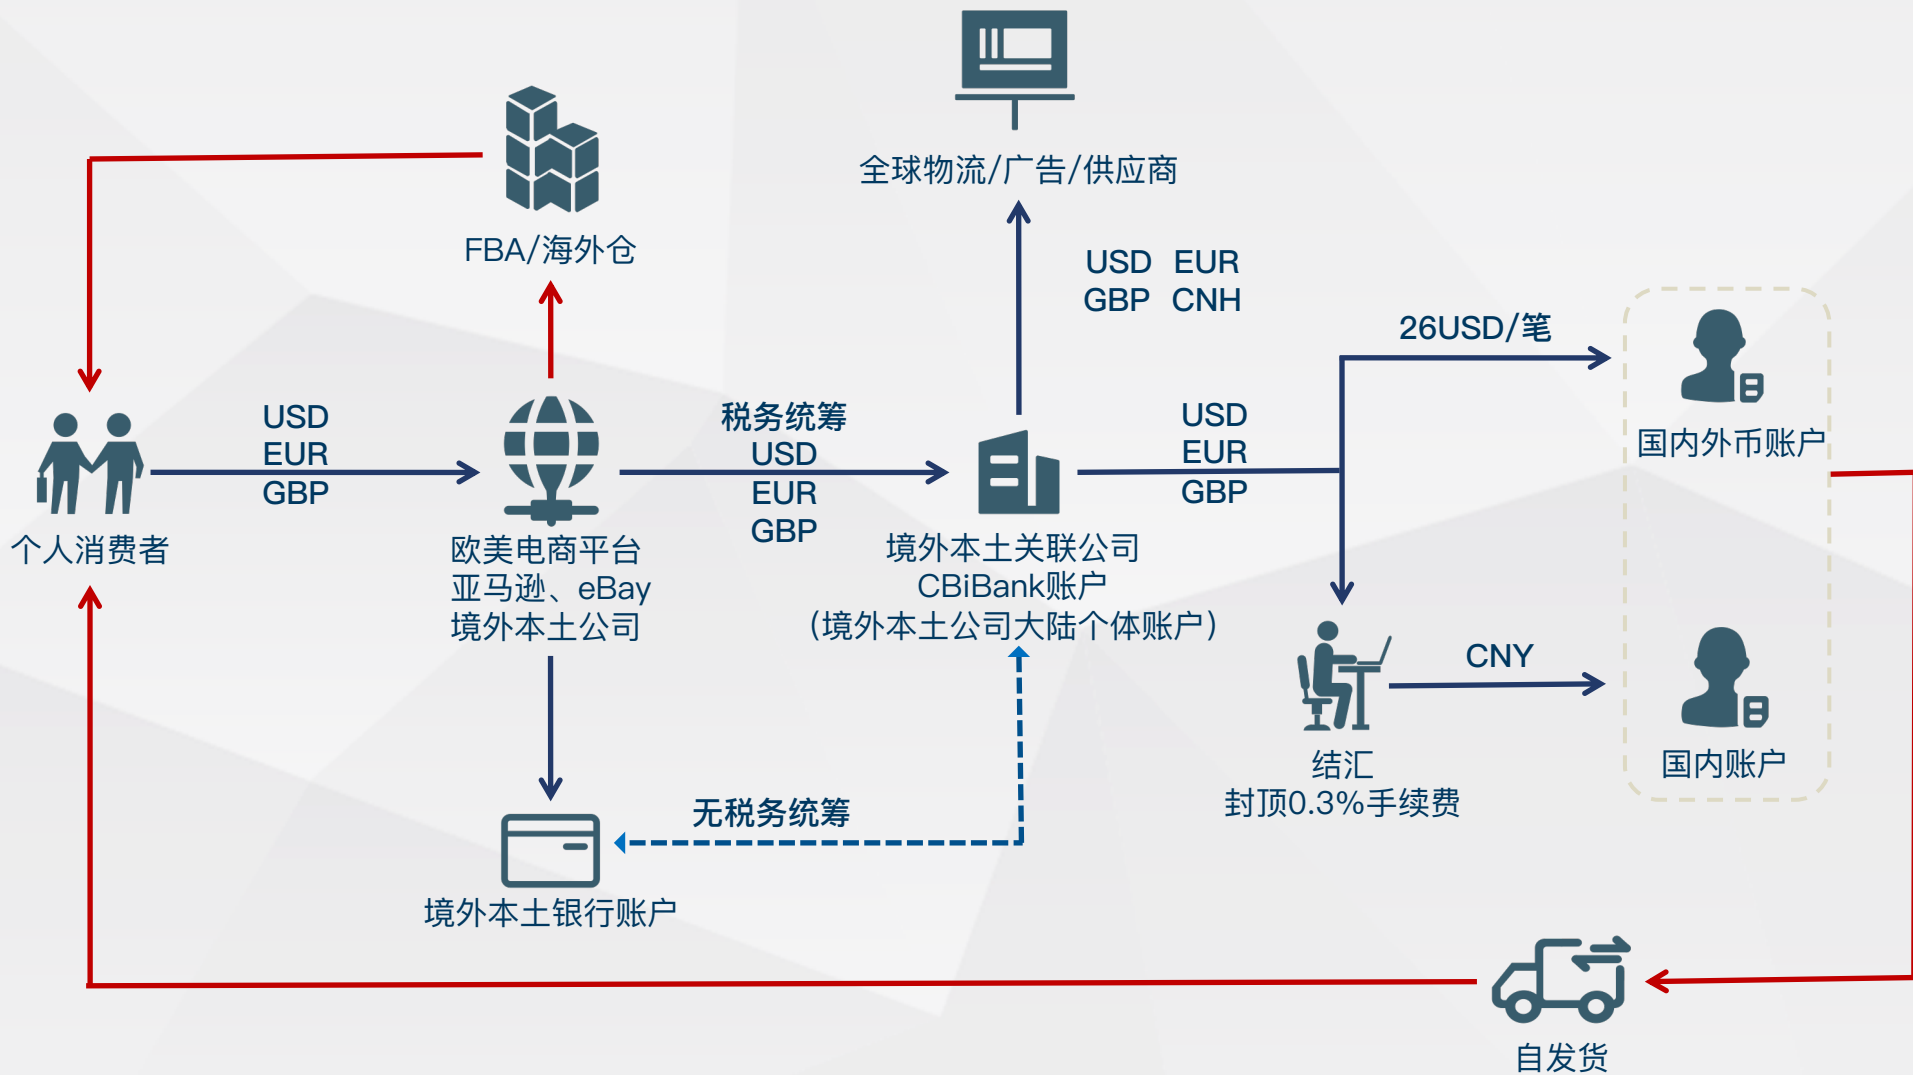 全球物流/广告/供应商
FBA/海外仓
USD EUR
GBP CNH
26USD/笔
国内外币账户
USD
EUR
GBP
个人消费者
欧美电商平台
亚马逊、eBay
境外本土公司
税务统筹
USD
EUR
GBP
境外本土关联公司
CBiBank账户
（境外本土公司大陆个体账户）
USD
EUR
GBP
CNY
结汇
封顶0.3%手续费
国内账户
无税务统筹
境外本土银行账户
自发货